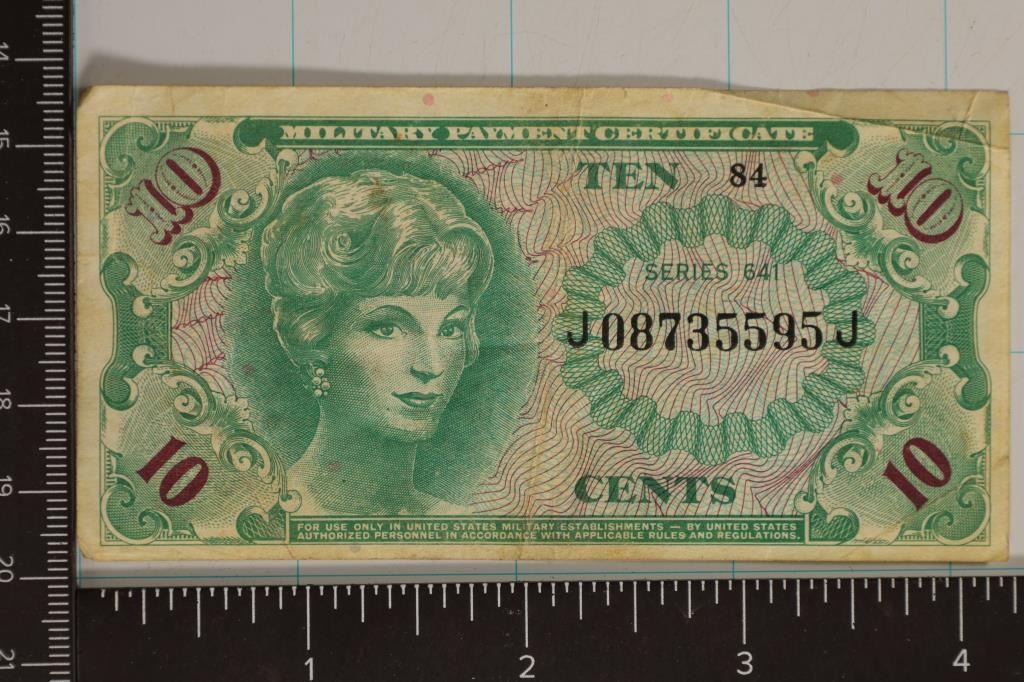 MILITARY PAYMENT CERTIFICATE
10
TEN 84
10
SERIES 641
J08735595J
10
CENTS
10
FOR USE ONLY IN UNITED STATES MILITARY ESTABLISHMENTS — BY UNITED STATES
AUTHORIZED PERSONNEL IN ACCORDANCE WITH APPLICABLE RULES AND REGULATIONS.
14
15
16
17
18
19
20
21
1 2 3 4